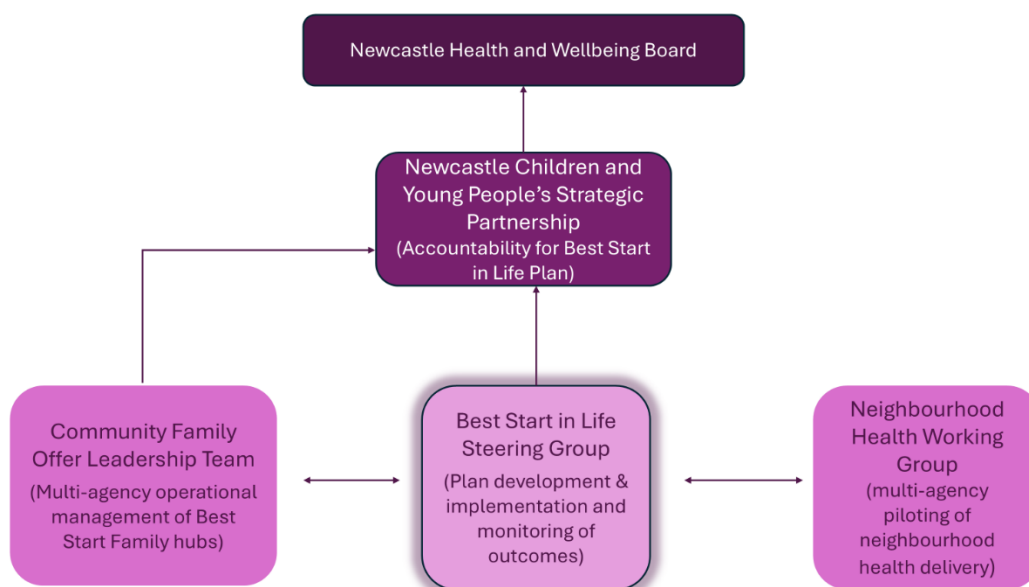 Newcastle Health and Wellbeing Board
Newcastle Children and
Young People’s Strategic
Partnership
(Accountability for Best Start
in Life Plan)
Community Family
Offer Leadership Team
(Multi-agency operational
management of Best
Start Family hubs)
Best Start in Life
Steering Group
(Plan development &
implementation and
monitoring of
outcomes)
Neighbourhood
Health Working
Group
(multi-agency
piloting of
neighbourhood
health delivery)